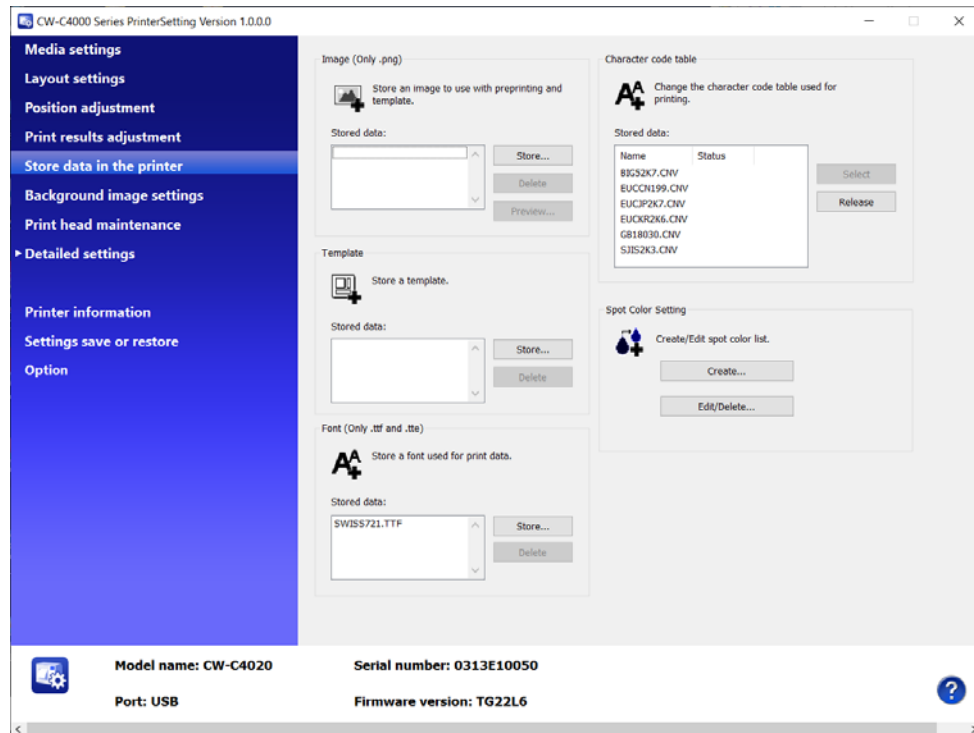 CW-C4000 Series PrinterSetting Version 1.0.0.0
Media settings
Layout settings
Position adjustment
Print results adjustment
Store data in the printer
Background image settings
Print head maintenance
Detailed settings
Printer information
Settings save or restore
Option
Image (Only .png)
Store an image to use with preprinting and
template.
Stored data:
Store...
Delete
Preview...
Template
Store a template.
Stored data:
Store...
Delete
Font (Only .ttf and .tte)
Store a font used for print data.
Stored data:
SWISS721.TTF
Store...
Delete
Character code table
Change the character code table used for
printing.
Stored data:
Name Status
BIG52K7.CNV
EUCCN199.CNV
EUCJP2K7.CNV
EUCKR2K6.CNV
GB18030.CNV
SJIS2K3.CNV
Select
Release
Spot Color Setting
Create/Edit spot color list.
Create...
Edit/Delete...
Model name: CW-C4020
Serial number: 0313E10050
Port: USB
Firmware version: TG22L6